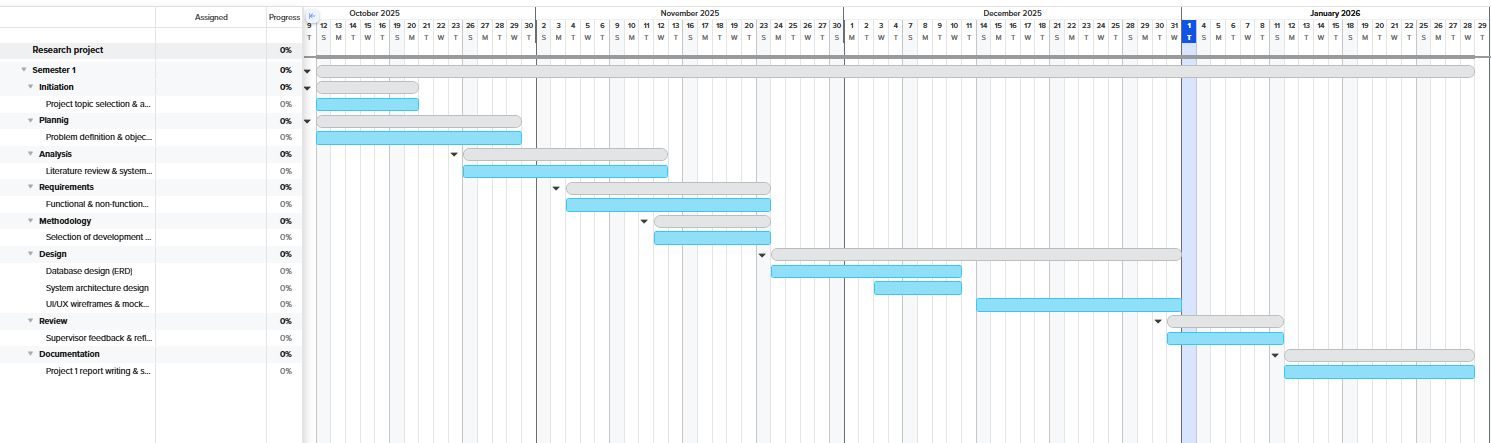 Assigned Progress October 2025 November 2025 December 2025 January 2026
9 12 13 14 15 16 19 20 21 22 23 26 27 28 29 30 2 3 4 5 6 9 10 11 12 13 16 17 18 19 20 23 24 25 26 27 30 1 2 3 4 7 8 9 10 11 14 15 16 17 18 21 22 23 24 25 28 29 30 31 1 4 5 6 7 8 11 12 13 14 15 18 19 20 21 22 25 26 27 28 29
T S M T W T S M T W T S M T W T S M T W T S M T W T S M T W T S M T W T S M T W T S M T W T S M T W T S M T W T S M T W T S M T W T S M T W T S M T W T S M T W T
Research project 0%
Semester 1 0%
Initiation 0%
Project topic selection & a... 0%
Plannig 0%
Problem definition & objec... 0%
Analysis 0%
Literature review & system... 0%
Requirements 0%
Functional & non-function... 0%
Methodology 0%
Selection of development ... 0%
Design 0%
Database design (ERD) 0%
System architecture design 0%
UI/UX wireframes & mock... 0%
Review 0%
Supervisor feedback & refl... 0%
Documentation 0%
Project 1 report writing & s... 0%